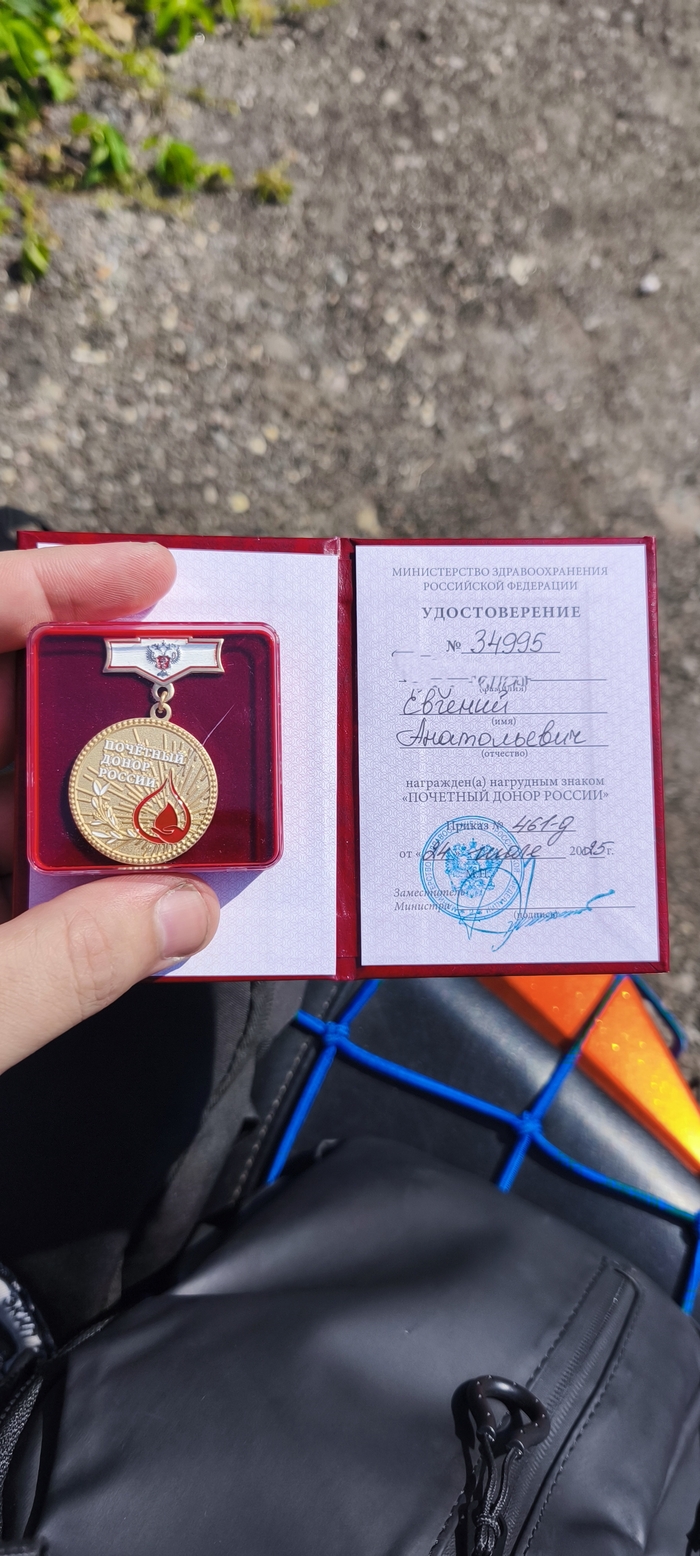 ПОЧЕТНЫЙ
ДОНОР
РОССИИ
МИНИСТЕРСТВО ЗДРАВООХРАНЕНИЯ
РОССИЙСКОЙ ФЕДЕРАЦИИ
УДОСТОВЕРЕНИЕ
№ 34995
(фамилия)
Евгений
(имя)
Анатольевич
(отчество)
награжден(а) нагрудным знаком
«ПОЧЕТНЫЙ ДОНОР РОССИИ»
Приказ № 461-д
от «24 июля 2025г.
Заместитель
Министра
(подпись)